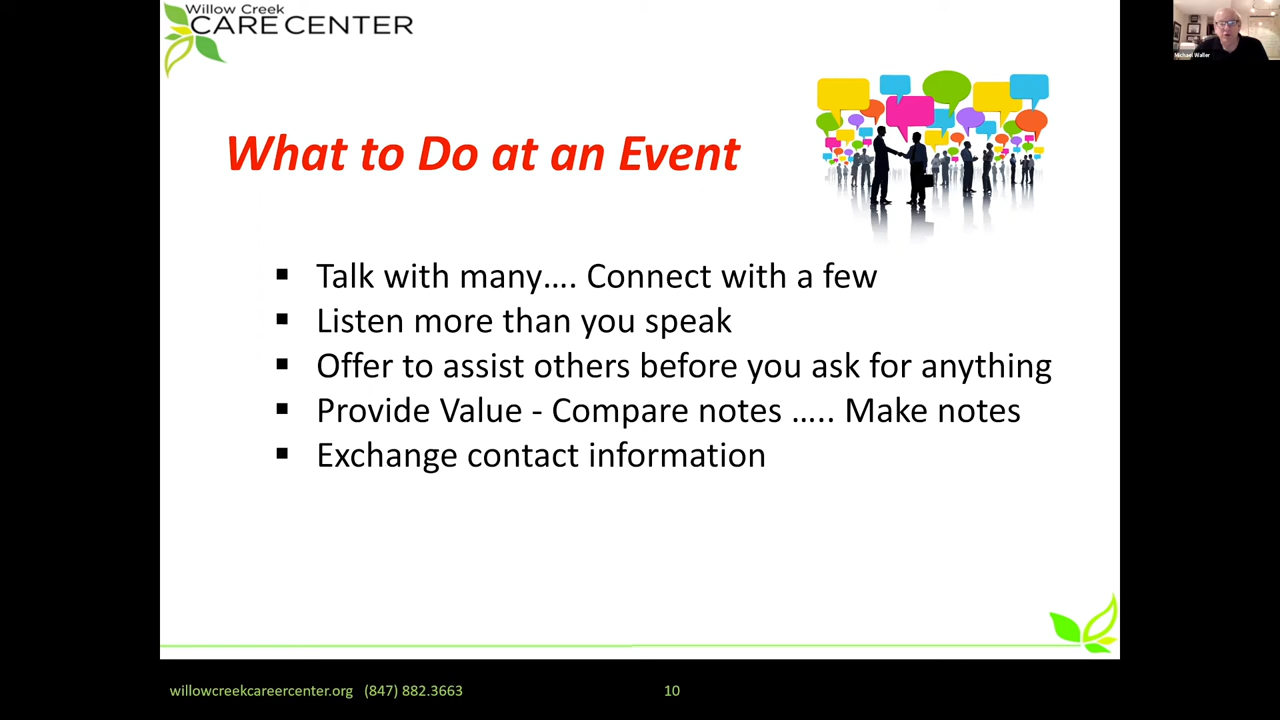 Willow Creek
CARE CENTER
Michael Waller
What to Do at an Event
▪ Talk with many.... Connect with a few
▪ Listen more than you speak
▪ Offer to assist others before you ask for anything
▪ Provide Value - Compare notes ..... Make notes
▪ Exchange contact information
willowcreekcareercenter.org (847) 882.3663
10